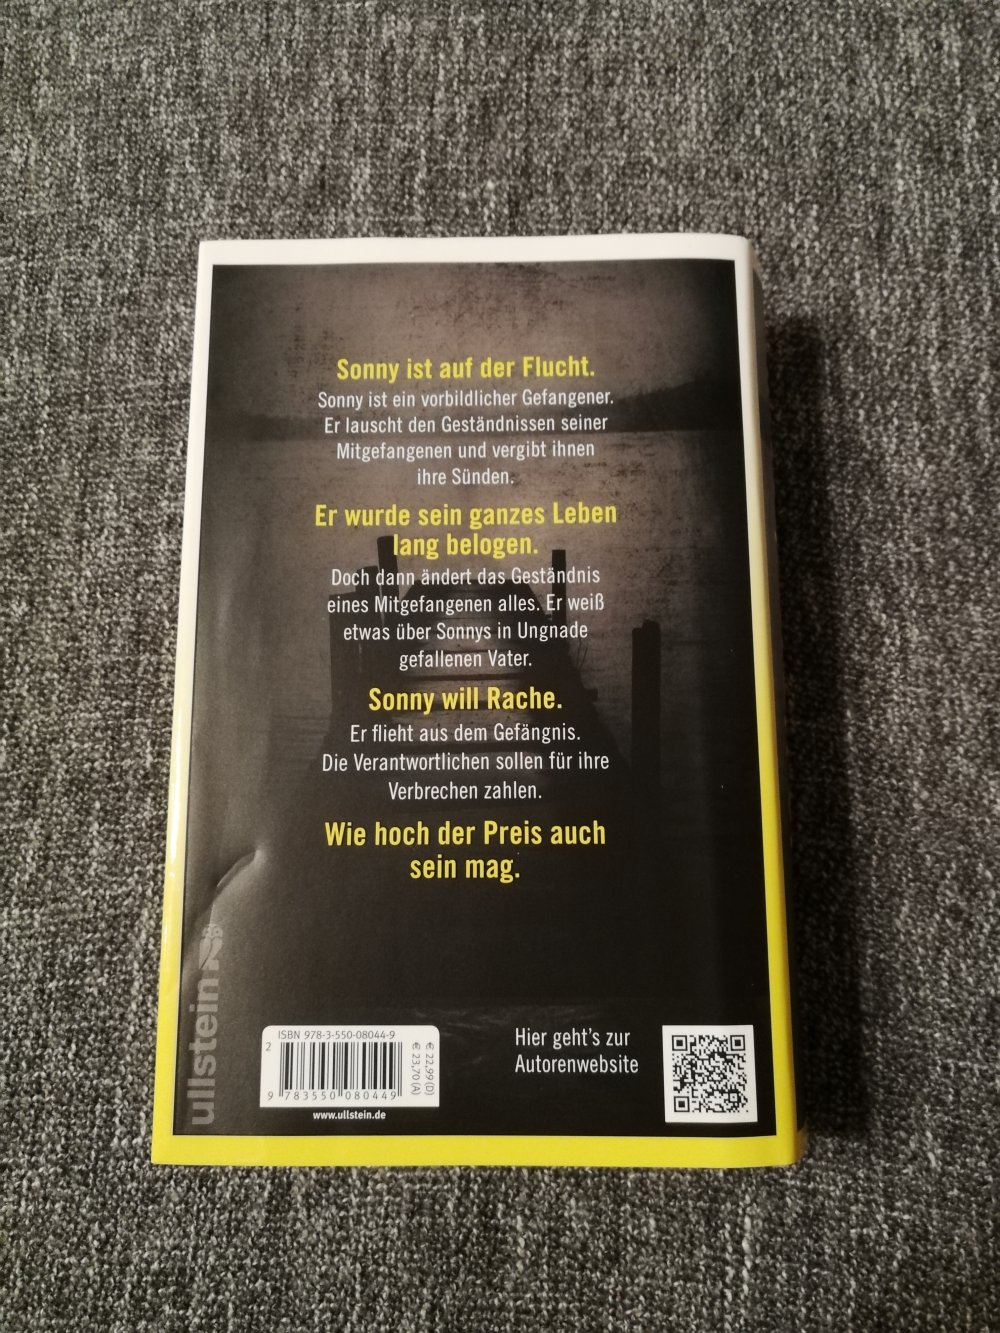 Sonny ist auf der Flucht.
Sonny ist ein vorbildlicher Gefangener.
Er lauscht den Geständnissen seiner
Mitgefangenen und vergibt ihnen
ihre Sünden.
Er wurde sein ganzes Leben
lang belogen.
Doch dann ändert das Geständnis
eines Mitgefangenen alles. Er weiß
etwas über Sonnys in Ungnade
gefallenen Vater.
Sonny will Rache.
Er flieht aus dem Gefängnis.
Die Verantwortlichen sollen für ihre
Verbrechen zahlen.
Wie hoch der Preis auch
sein mag.
ullstein
ISBN 978-3-550-08044-9
2
9 783550 080449
€ 22,99 (D)
€ 23,70 (A)
www.ullstein.de
Hier geht's zur
Autorenwebsite